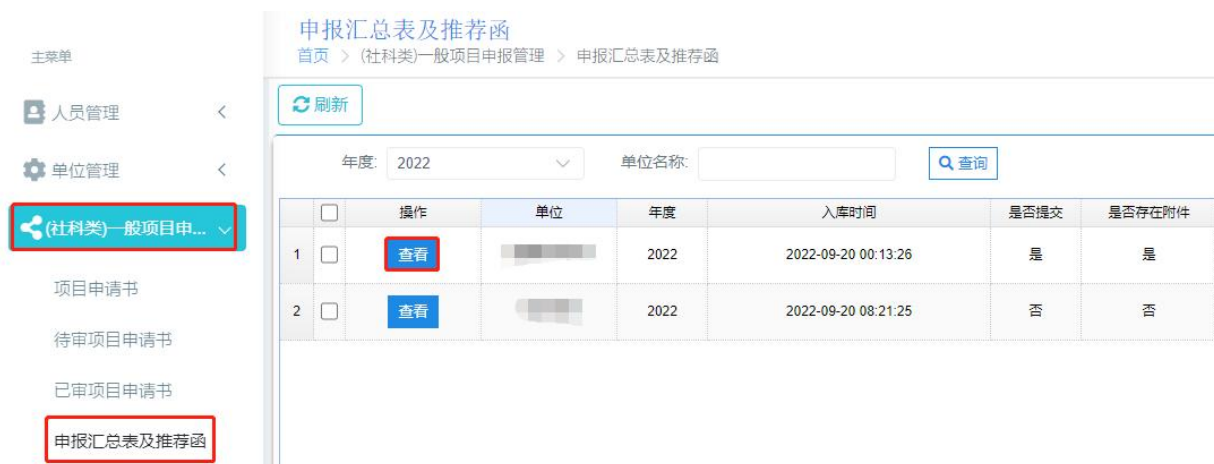 主菜单
人员管理
单位管理
(社科类)一般项目申...
项目申请书
待审项目申请书
已审项目申请书
申报汇总表及推荐函
申报汇总表及推荐函
首页 > (社科类)一般项目申报管理 > 申报汇总表及推荐函
刷新
年度: 2022 单位名称: 查询
操作 单位 年度 入库时间 是否提交 是否存在附件
1 查看 2022 2022-09-20 00:13:26 是 是
2 查看 2022 2022-09-20 08:21:25 否 否